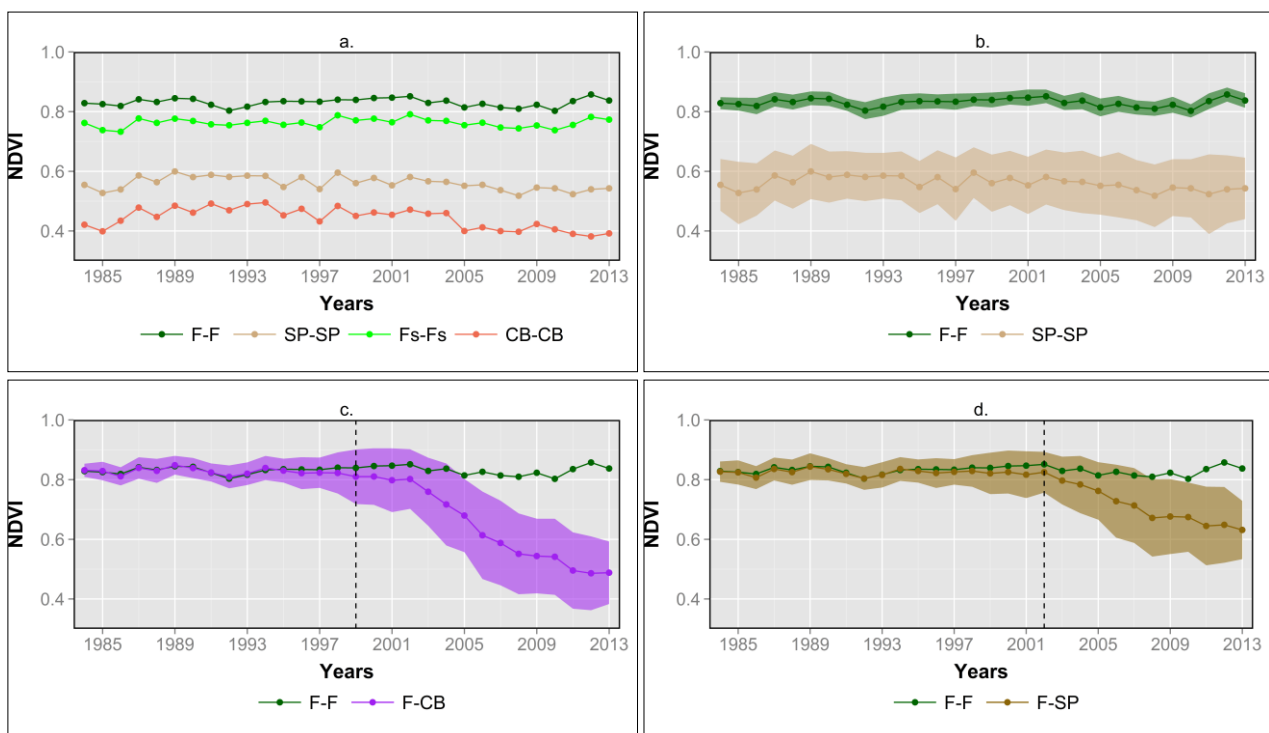 a.
NDVI
1.0
0.8
0.6
0.4
1985 1989 1993 1997 2001 2005 2009 2013
Years
F-F SP-SP Fs-Fs CB-CB
b.
NDVI
1.0
0.8
0.6
0.4
1985 1989 1993 1997 2001 2005 2009 2013
Years
F-F SP-SP
c.
NDVI
1.0
0.8
0.6
0.4
1985 1989 1993 1997 2001 2005 2009 2013
Years
F-F F-CB
d.
NDVI
1.0
0.8
0.6
0.4
1985 1989 1993 1997 2001 2005 2009 2013
Years
F-F F-SP